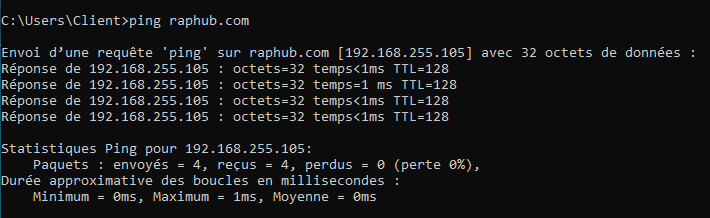 C:\Users\Client>ping raphub.com
Envoi d’une requête 'ping' sur raphub.com [192.168.255.105] avec 32 octets de données :
Réponse de 192.168.255.105 : octets=32 temps<1ms TTL=128
Réponse de 192.168.255.105 : octets=32 temps=1 ms TTL=128
Réponse de 192.168.255.105 : octets=32 temps<1ms TTL=128
Réponse de 192.168.255.105 : octets=32 temps<1ms TTL=128
Statistiques Ping pour 192.168.255.105:
Paquets : envoyés = 4, reçus = 4, perdus = 0 (perte 0%),
Durée approximative des boucles en millisecondes :
Minimum = 0ms, Maximum = 1ms, Moyenne = 0ms